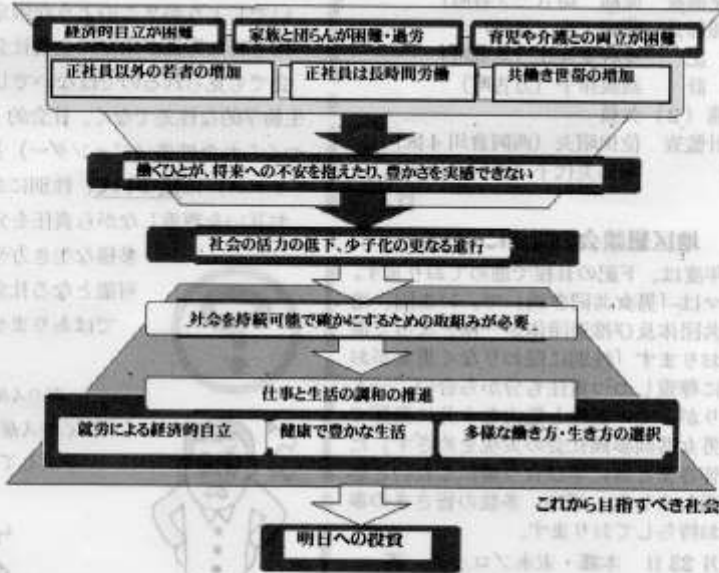 経済的自立が困難
家族と団らんが困難・過労
育児や介護との両立が困難
正社員以外の若者の増加
正社員は長時間労働
共働き世帯の増加
働くひとが、将来への不安を抱えたり、豊かさを実感できない
社会の活力の低下、少子化の更なる進行
社会を持続可能で確かにするための取組みが必要
仕事と生活の調和の推進
就労による経済的自立
健康で豊かな生活
多様な働き方・生き方の選択
これから目指すべき社会
明日への投資